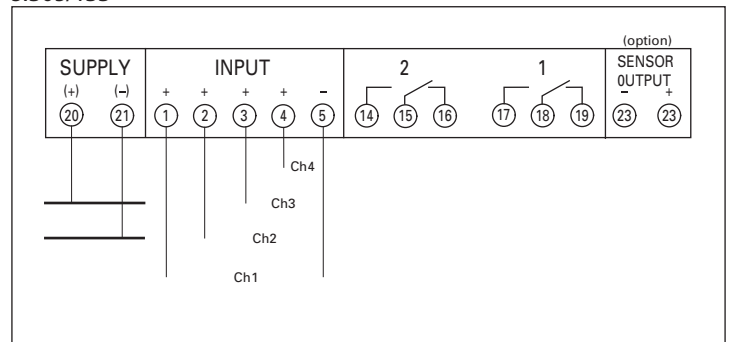 (option)
SUPPLY INPUT 2 1 SENSOR
0UTPUT
(+) (–) + + + + – – +
20 21 1 2 3 4 5 14 15 16 17 18 19 23 23
Ch4
Ch3
Ch2
Ch1